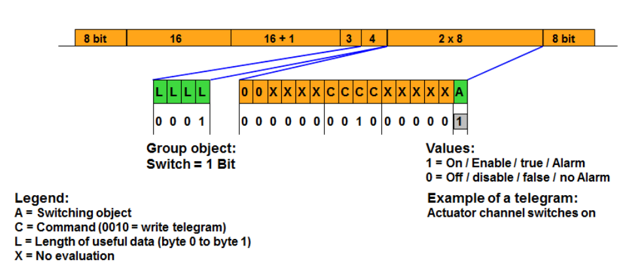 8 bit 16 16 + 1 3 4 2 x 8 8 bit
L L L L 0 0 X X X X C C C C X X X X X A
0 0 0 1 0 0 0 0 0 0 0 0 1 0 0 0 0 0 0 1
Group object:
Switch = 1 Bit
Values:
1 = On / Enable / true / Alarm
0 = Off / disable / false / no Alarm
Example of a telegram:
Actuator channel switches on
Legend:
A = Switching object
C = Command (0010 = write telegram)
L = Length of useful data (byte 0 to byte 1)
X = No evaluation